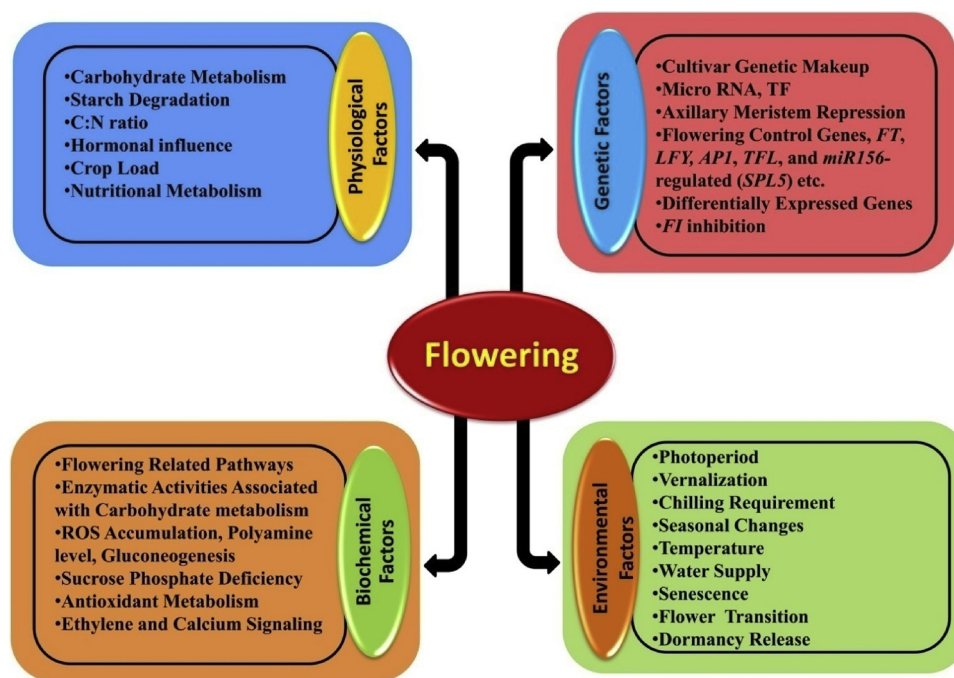 •Carbohydrate Metabolism
•Starch Degradation
•C:N ratio
•Hormonal influence
•Crop Load
•Nutritional Metabolism
Physiological
Factors
Genetic Factors
•Cultivar Genetic Makeup
•Micro RNA, TF
•Axillary Meristem Repression
•Flowering Control Genes, FT,
LFY, AP1, TFL, and miR156-
regulated (SPL5) etc.
•Differentially Expressed Genes
•FI inhibition
Flowering
•Flowering Related Pathways
•Enzymatic Activities Associated
with Carbohydrate metabolism
•ROS Accumulation, Polyamine
level, Gluconeogenesis
•Sucrose Phosphate Deficiency
•Antioxidant Metabolism
•Ethylene and Calcium Signaling
Biochemical
Factors
Environmental
Factors
•Photoperiod
•Vernalization
•Chilling Requirement
•Seasonal Changes
•Temperature
•Water Supply
•Senescence
•Flower Transition
•Dormancy Release